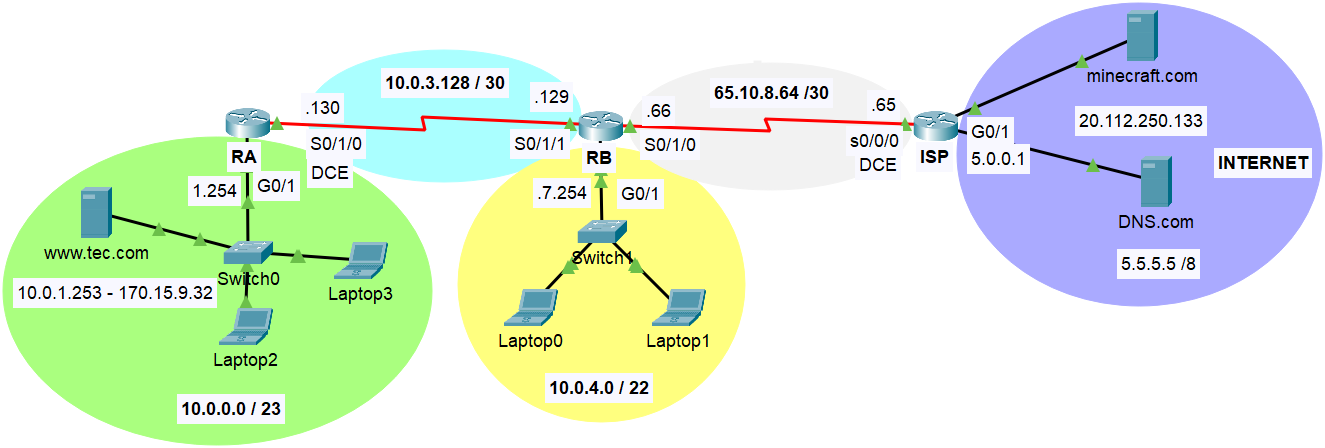 10.0.3.128 / 30
.130
.129
S0/1/0
DCE
S0/1/1
RA
1.254
G0/1
www.tec.com
10.0.1.253 - 170.15.9.32
Switch0
Laptop3
Laptop2
10.0.0.0 / 23
RB
.7.254
G0/1
Switch1
Laptop0
Laptop1
10.0.4.0 / 22
65.10.8.64 /30
.66
.65
S0/1/0
s0/0/0
DCE
ISP
G0/1
5.0.0.1
minecraft.com
20.112.250.133
INTERNET
DNS.com
5.5.5.5 /8